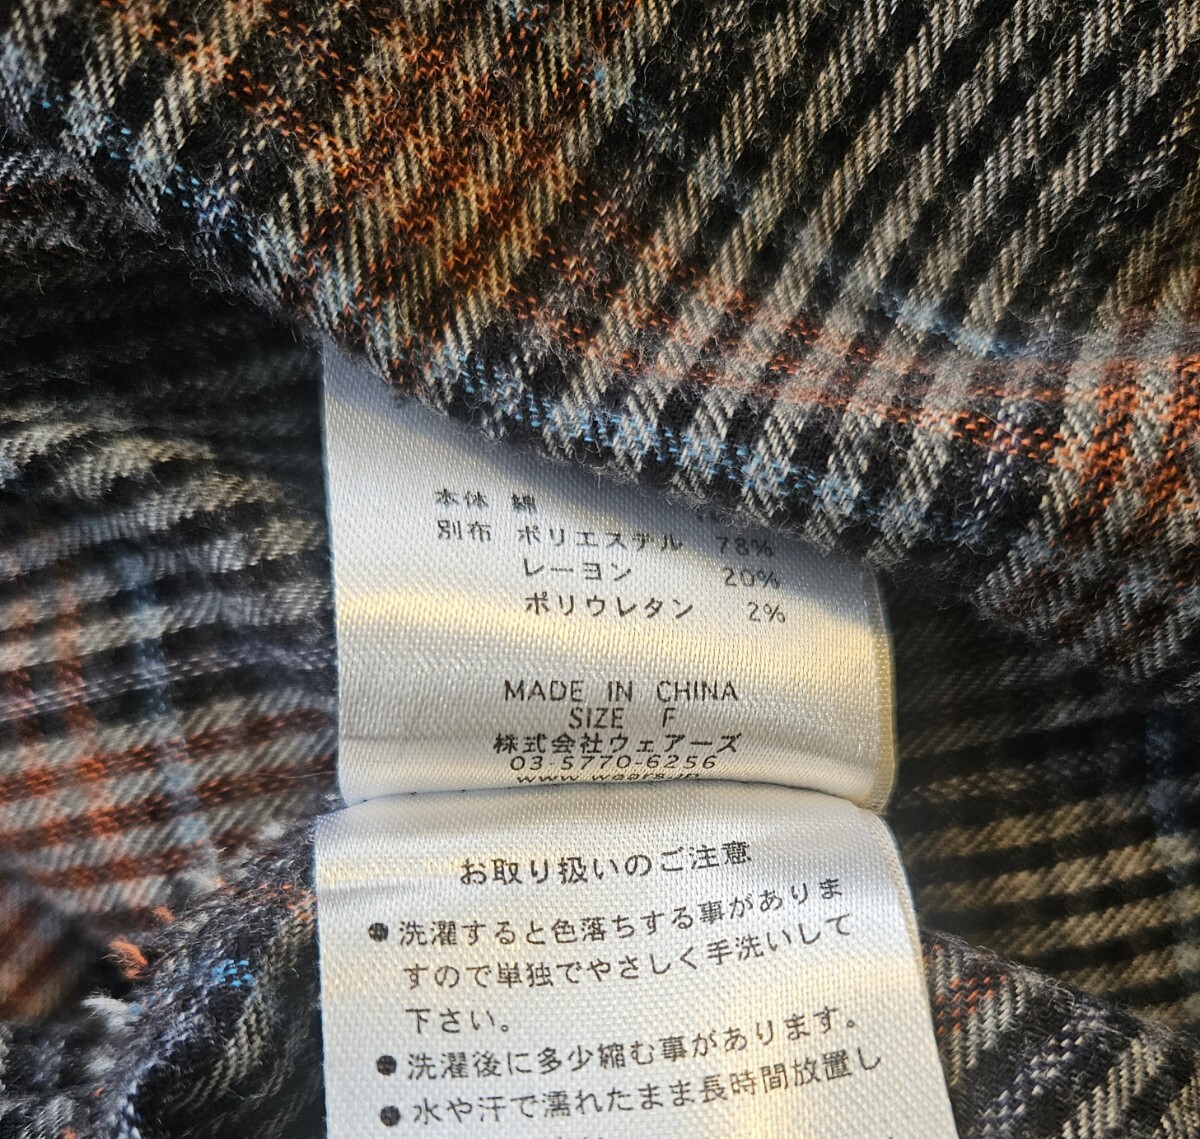 本体 綿
別布 ポリエステル 78%
レーヨン 20%
ポリウレタン 2%
MADE IN CHINA
SIZE F
株式会社ウェアーズ
03-5770-6256
www.wears.jp
お取り扱いのご注意
● 洗濯すると色落ちする事がありま
すので単独でやさしく手洗いして
下さい。
● 洗濯後に多少縮む事があります。
● 水や汗で濡れたまま長時間放置し